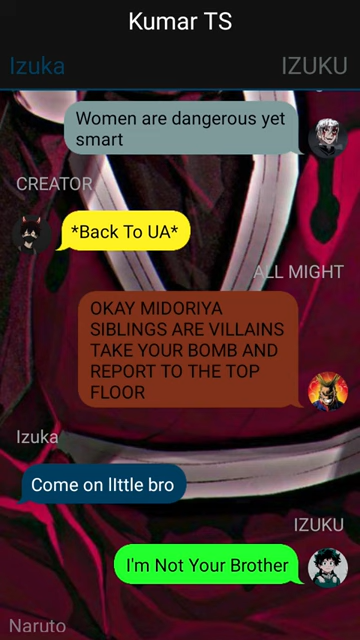 Kumar TS
Izuka
IZUKU
Women are dangerous yet
smart
CREATOR
*Back To UA*
ALL MIGHT
OKAY MIDORIYA
SIBLINGS ARE VILLAINS
TAKE YOUR BOMB AND
REPORT TO THE TOP
FLOOR
Izuka
Come on lIttle bro
IZUKU
I'm Not Your Brother
Naruto